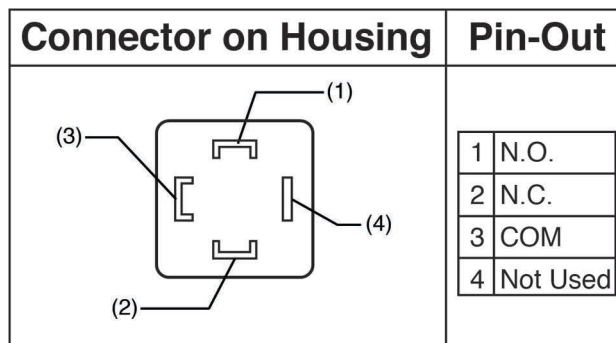 Connector on Housing
Pin-Out
(1)
(3)
(4)
(2)
1 N.O.
2 N.C.
3 COM
4 Not Used